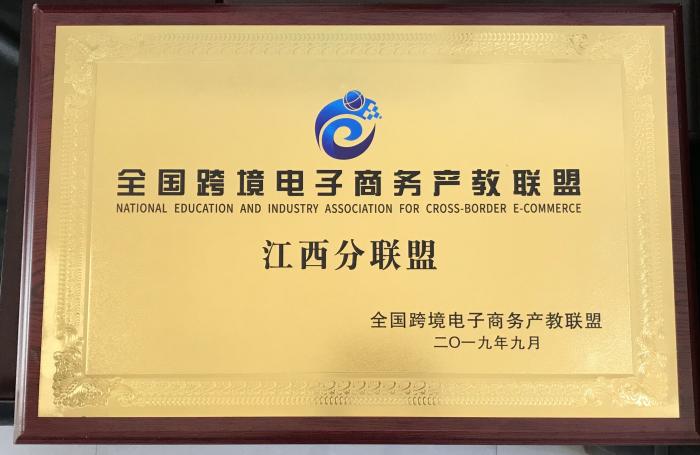 全国跨境电子商务产教联盟
NATIONAL EDUCATION AND INDUSTRY ASSOCIATION FOR CROSS-BORDER E-COMMERCE
江西分联盟
全国跨境电子商务产教联盟
二〇一九年九月